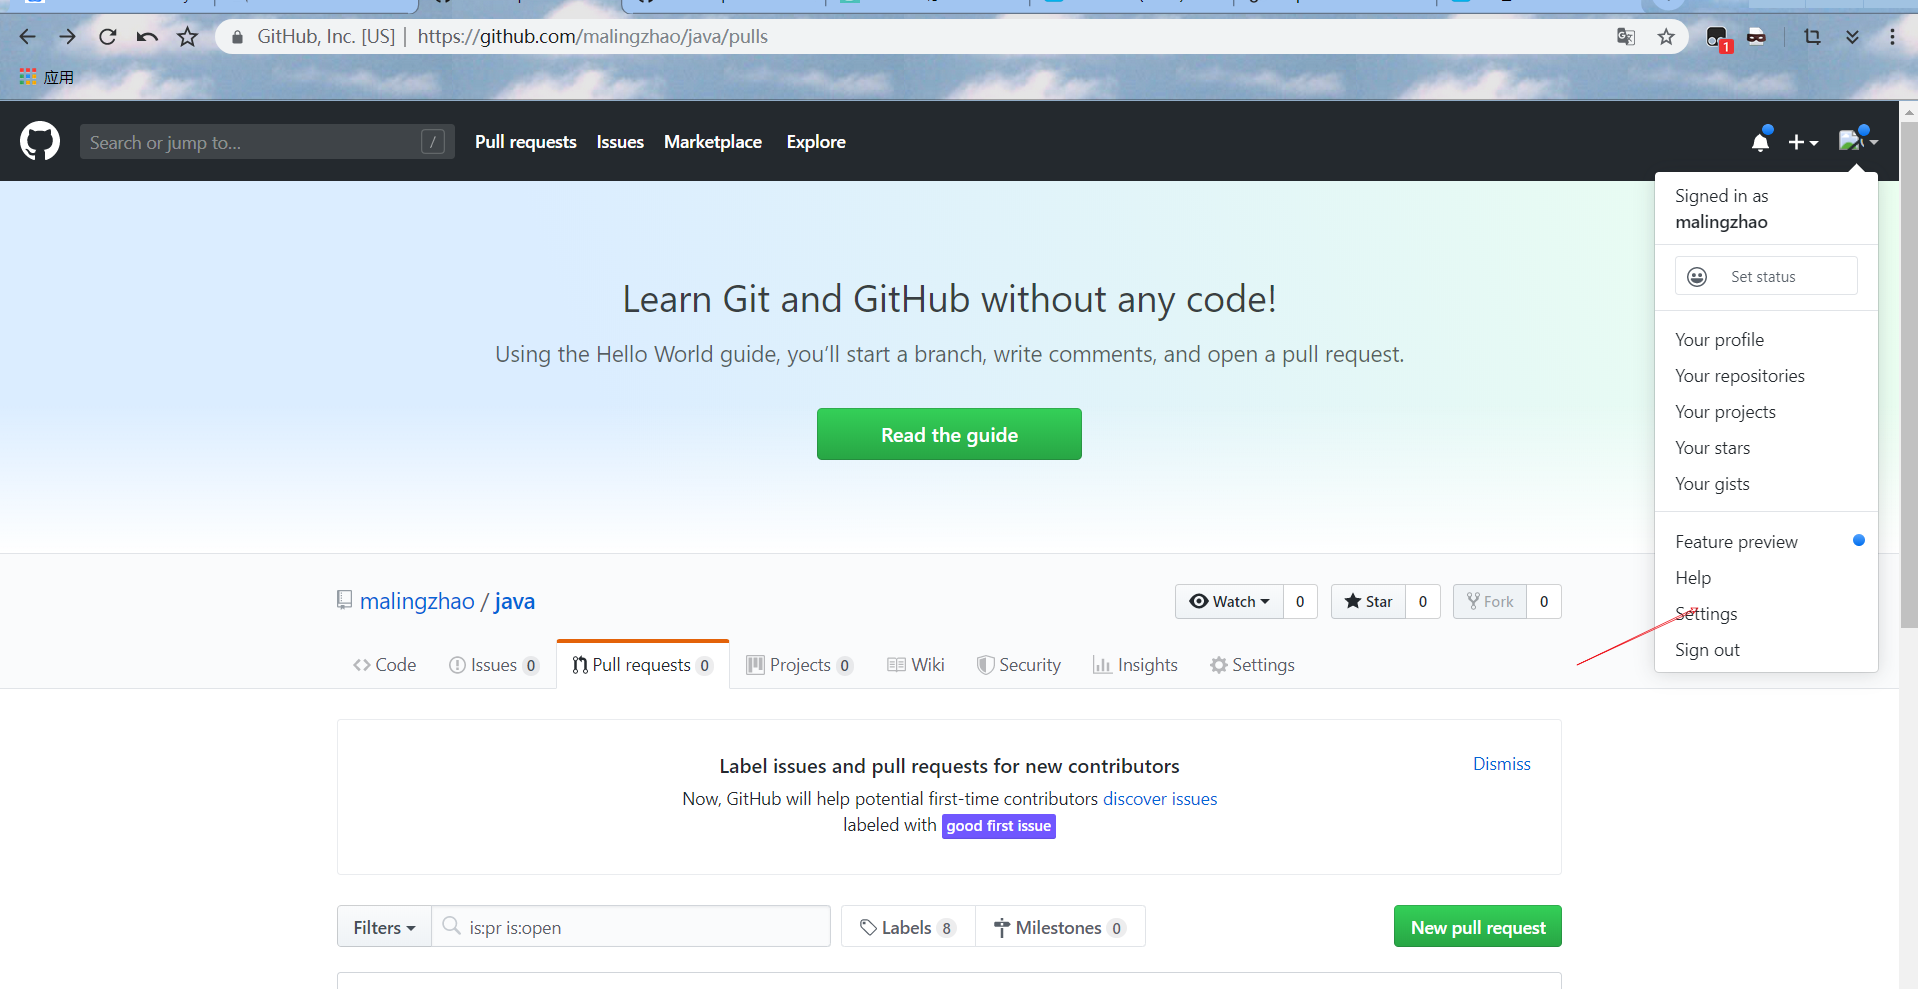 GitHub, Inc. [US] | https://github.com/malingzhao/java/pulls
1
应用
Search or jump to... /
Pull requests Issues Marketplace Explore
Signed in as
malingzhao
Set status
Your profile
Your repositories
Your projects
Your stars
Your gists
Feature preview
Help
Settings
Sign out
Learn Git and GitHub without any code!
Using the Hello World guide, you’ll start a branch, write comments, and open a pull request.
Read the guide
malingzhao / java
Watch 0 Star 0 Fork 0
Code Issues 0 Pull requests 0 Projects 0 Wiki Security Insights Settings
Label issues and pull requests for new contributors
Dismiss
Now, GitHub will help potential first-time contributors discover issues
labeled with good first issue
Filters is:pr is:open Labels 8 Milestones 0 New pull request